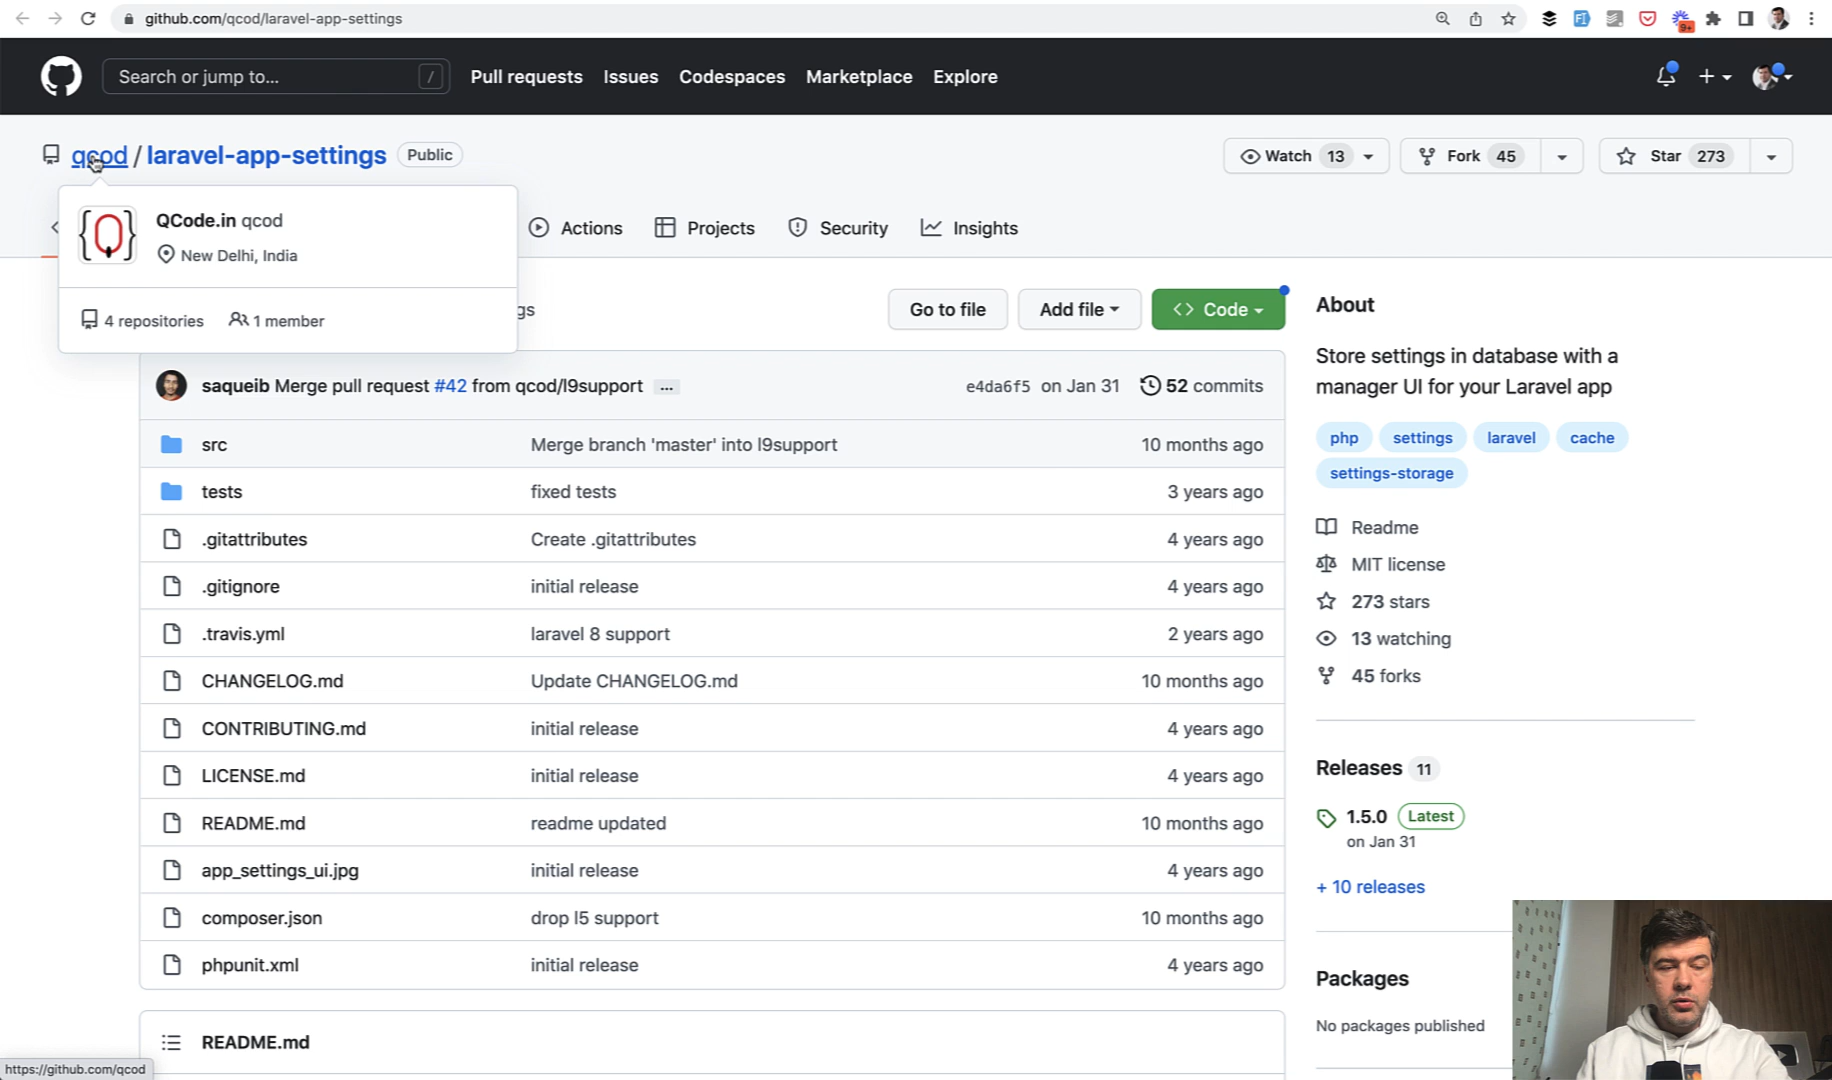 github.com/qcod/laravel-app-settings
9+
Search or jump to...
/
Pull requests
Issues
Codespaces
Marketplace
Explore
qcod / laravel-app-settings
Public
Watch 13
Fork 45
Star 273
QCode.in qcod
New Delhi, India
4 repositories
1 member
Actions
Projects
Security
Insights
gs
Go to file
Add file
Code
saqueib Merge pull request #42 from qcod/l9support ...
e4da6f5 on Jan 31
52 commits
src Merge branch 'master' into l9support 10 months ago
tests fixed tests 3 years ago
.gitattributes Create .gitattributes 4 years ago
.gitignore initial release 4 years ago
.travis.yml laravel 8 support 2 years ago
CHANGELOG.md Update CHANGELOG.md 10 months ago
CONTRIBUTING.md initial release 4 years ago
LICENSE.md initial release 4 years ago
README.md readme updated 10 months ago
app_settings_ui.jpg initial release 4 years ago
composer.json drop l5 support 10 months ago
phpunit.xml initial release 4 years ago
README.md
About
Store settings in database with a
manager UI for your Laravel app
php settings laravel cache
settings-storage
Readme
MIT license
273 stars
13 watching
45 forks
Releases 11
1.5.0 Latest
on Jan 31
+ 10 releases
Packages
No packages published
https://github.com/qcod